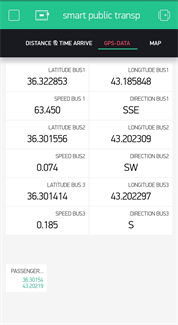 smart public transp
DISTANCE & TIME ARRIVE GPS-DATA MAP
LATITUDE BUS1 LONGITUDE BUS1
36.322853 43.185848
SPEED BUS 1 DIRECTION BUS1
63.450 SSE
LATITUDE BUS2 LONGITUDE BUS2
36.301556 43.202309
SPEED BUS2 DIRECTION BUS2
0.074 SW
LATITUDE BUS 3 LONGITUDE BUS3
36.301414 43.202297
SPEED BUS3 DIRECTION BUS3
0.185 S
PASSENGER...
36.30154
43.20219